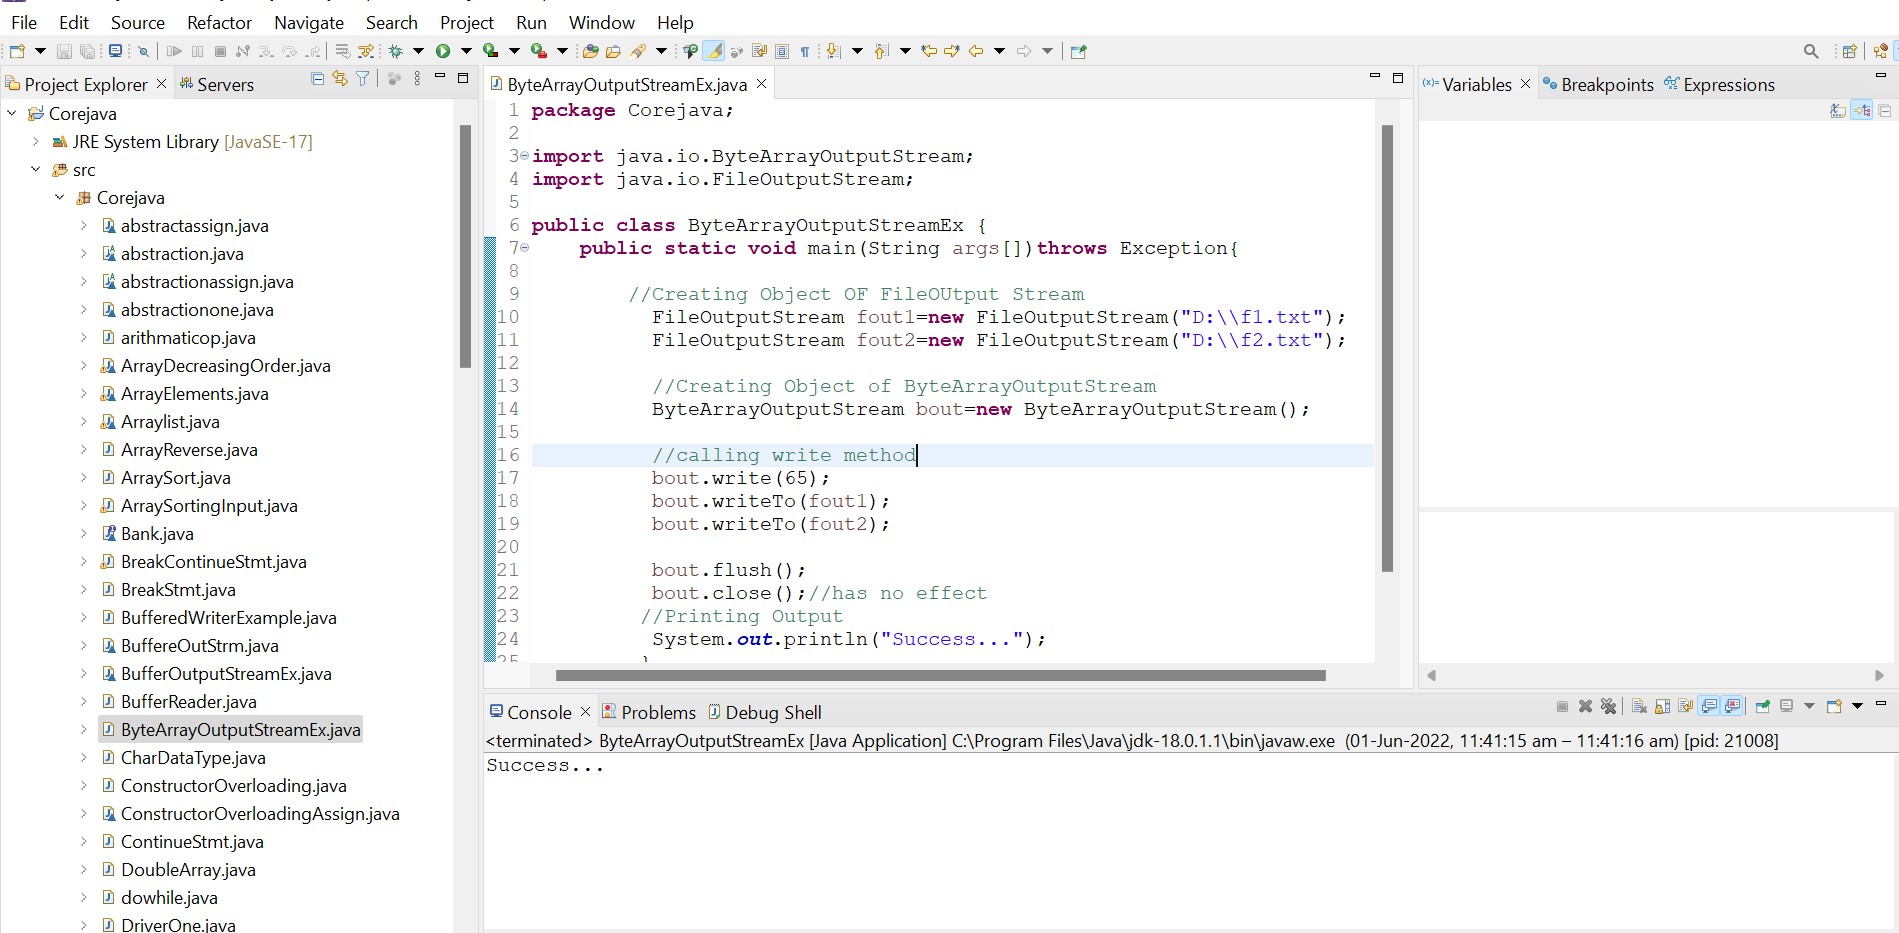 File Edit Source Refactor Navigate Search Project Run Window Help
Project Explorer
Servers
Corejava
JRE System Library [JavaSE-17]
src
Corejava
abstractassign.java
abstraction.java
abstractionassign.java
abstractionone.java
arithmaticop.java
ArrayDecreasingOrder.java
ArrayElements.java
Arraylist.java
ArrayReverse.java
ArraySort.java
ArraySortingInput.java
Bank.java
BreakContinueStmt.java
BreakStmt.java
BufferedWriterExample.java
BuffereOutStrm.java
BufferOutputStreamEx.java
BufferReader.java
ByteArrayOutputStreamEx.java
CharDataType.java
ConstructorOverloading.java
ConstructorOverloadingAssign.java
ContinueStmt.java
DoubleArray.java
dowhile.java
DriverOne.java
ByteArrayOutputStreamEx.java
1 package Corejava;
2
3 import java.io.ByteArrayOutputStream;
4 import java.io.FileOutputStream;
5
6 public class ByteArrayOutputStreamEx {
7 public static void main(String args[])throws Exception{
8
9 //Creating Object OF FileOUtput Stream
10 FileOutputStream fout1=new FileOutputStream("D:\\f1.txt");
11 FileOutputStream fout2=new FileOutputStream("D:\\f2.txt");
12
13 //Creating Object of ByteArrayOutputStream
14 ByteArrayOutputStream bout=new ByteArrayOutputStream();
15
16 //calling write method
17 bout.write(65);
18 bout.writeTo(fout1);
19 bout.writeTo(fout2);
20
21 bout.flush();
22 bout.close();//has no effect
23 //Printing Output
24 System.out.println("Success...");
25 }
Variables
Breakpoints
Expressions
Console
Problems
Debug Shell
<terminated> ByteArrayOutputStreamEx [Java Application] C:\Program Files\Java\jdk-18.0.1.1\bin\javaw.exe (01-Jun-2022, 11:41:15 am – 11:41:16 am) [pid: 21008]
Success...